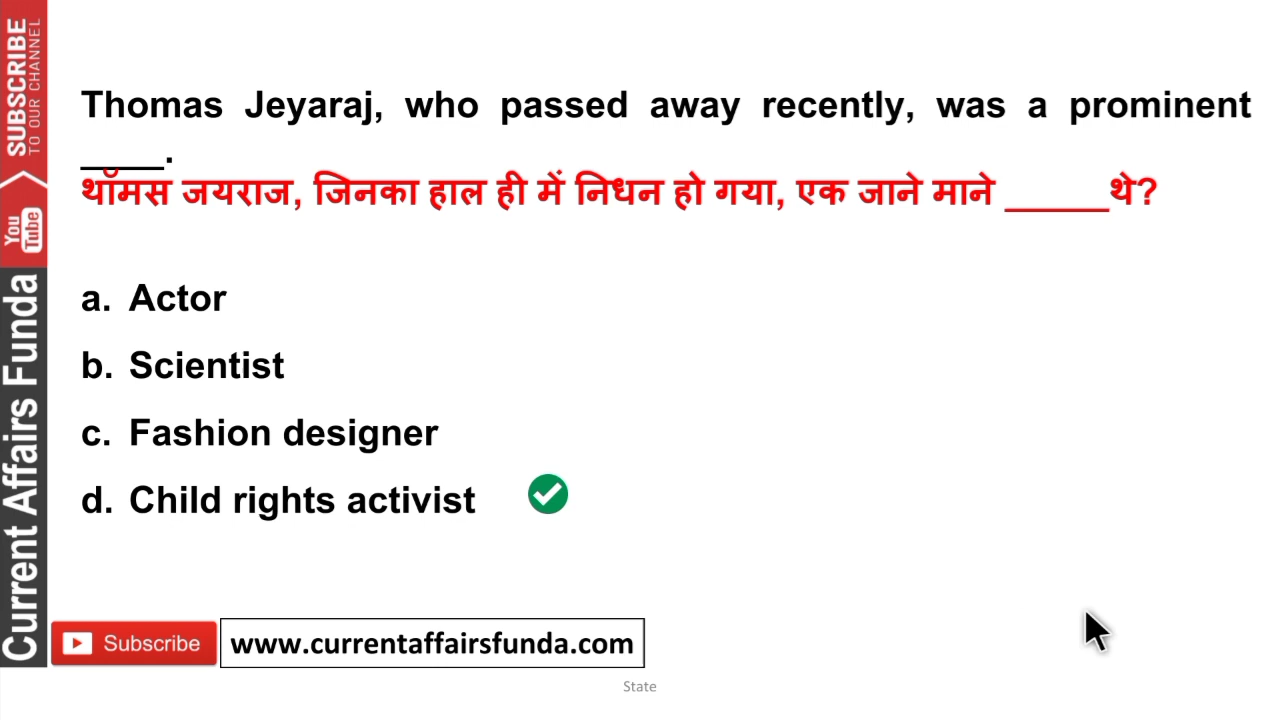 Thomas Jeyaraj, who passed away recently, was a prominent
____.
थॉमस जयराज, जिनका हाल ही में निधन हो गया, एक जाने माने _____थे?
a. Actor
b. Scientist
c. Fashion designer
d. Child rights activist
SUBSCRIBE
TO OUR CHANNEL
You
Tube
Current Affairs Funda
Subscribe
www.currentaffairsfunda.com
State